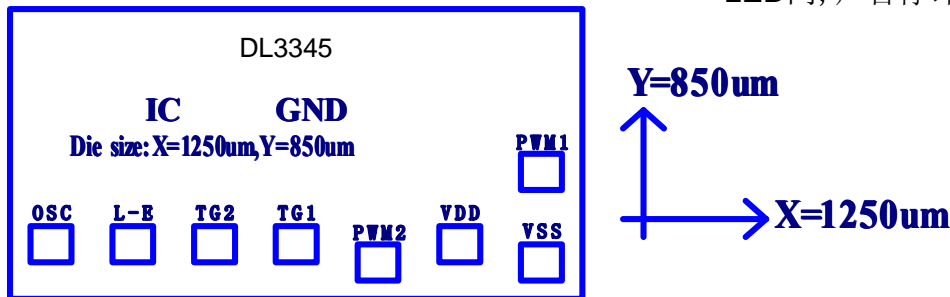 DL3345
IC GND
Die size: X=1250um,Y=850um
PWM1
OSC L-E TG2 TG1 PWM2 VDD VSS
Y=850um
X=1250um